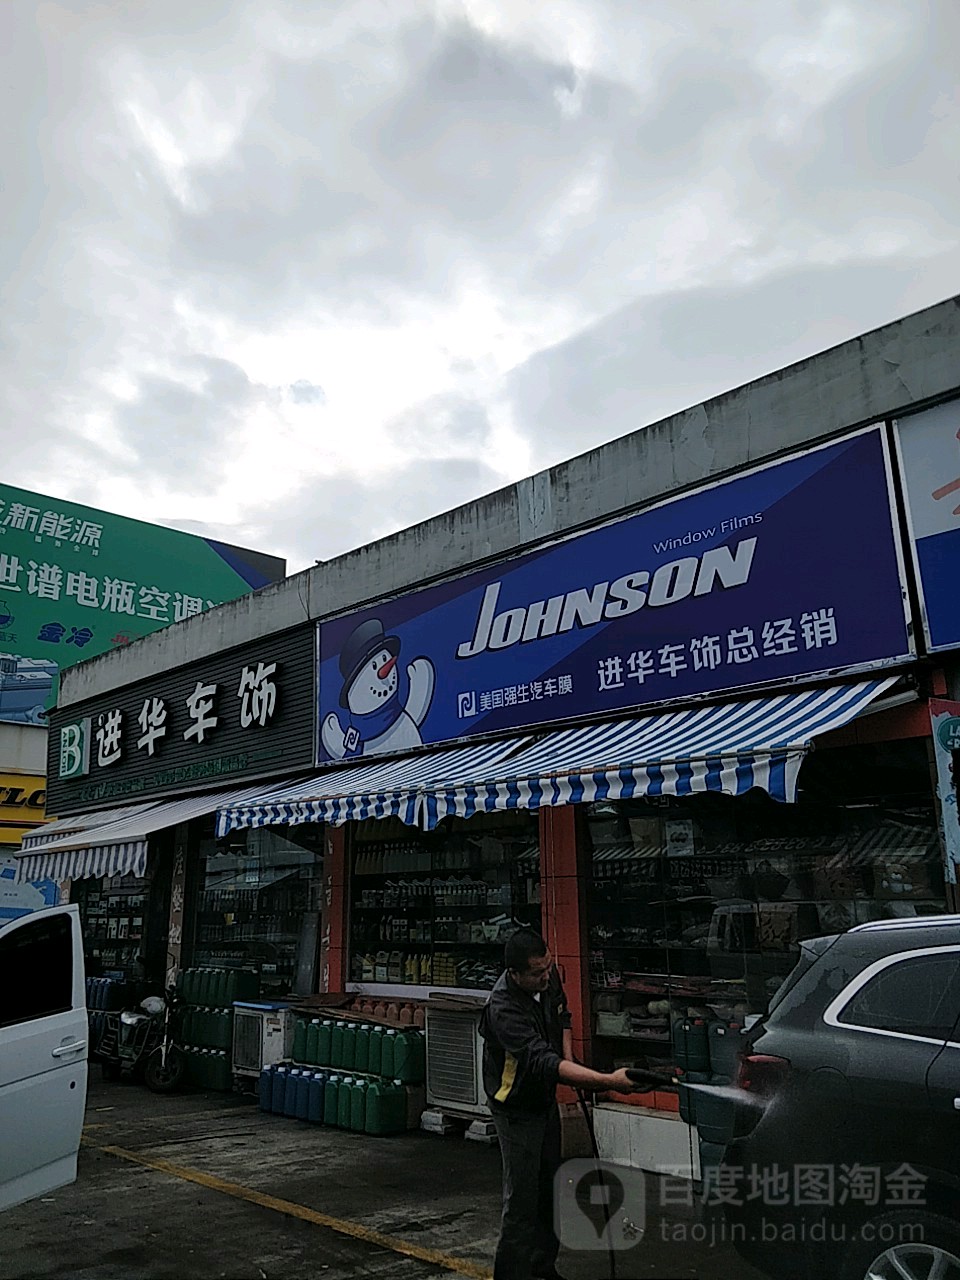 新能源
世谱电瓶空调
金冷
B
进华车饰
Window Films
JOHNSON
美国强生汽车膜
进华车饰总经销
百度地图淘金
taojin.baidu.com